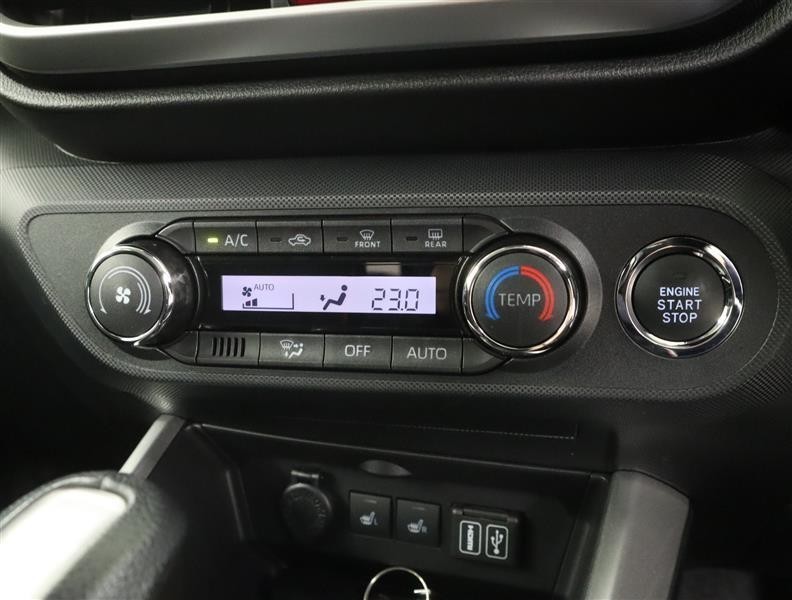 A/C
FRONT
REAR
AUTO
23.0
TEMP
OFF
AUTO
ENGINE
START
STOP
L
R
HDMI